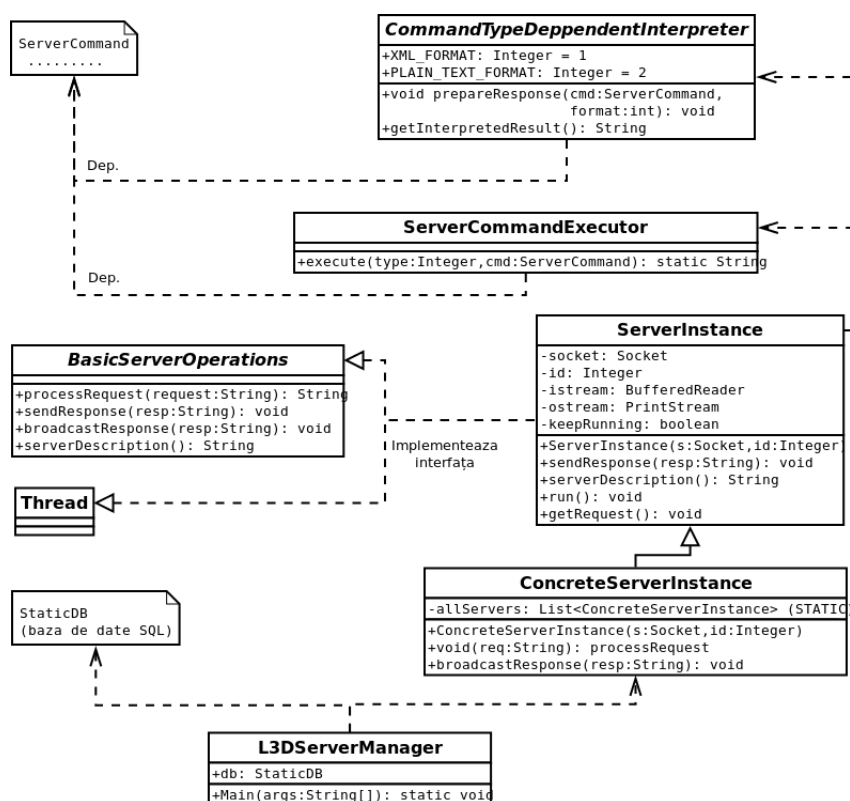 ServerCommand
.........
CommandTypeDeppendentInterpreter
+XML_FORMAT: Integer = 1
+PLAIN_TEXT_FORMAT: Integer = 2
+void prepareResponse(cmd:ServerCommand,
format:int): void
+getInterpretedResult(): String
Dep.
ServerCommandExecutor
+execute(type:Integer,cmd:ServerCommand): static String
Dep.
BasicServerOperations
+processRequest(request:String): String
+sendResponse(resp:String): void
+broadcastResponse(resp:String): void
+serverDescription(): String
ServerInstance
-socket: Socket
-id: Integer
-istream: BufferedReader
-ostream: PrintStream
-keepRunning: boolean
+ServerInstance(s:Socket,id:Integer)
+sendResponse(resp:String): void
+serverDescription(): String
+run(): void
+getRequest(): void
Implementeaza
interfața
Thread
ConcreteServerInstance
-allServers: List<ConcreteServerInstance> (STATIC)
+ConcreteServerInstance(s:Socket,id:Integer)
+void(req:String): processRequest
+broadcastResponse(resp:String): void
StaticDB
(baza de date SQL)
L3DServerManager
+db: StaticDB
+Main(args:String[]): static void